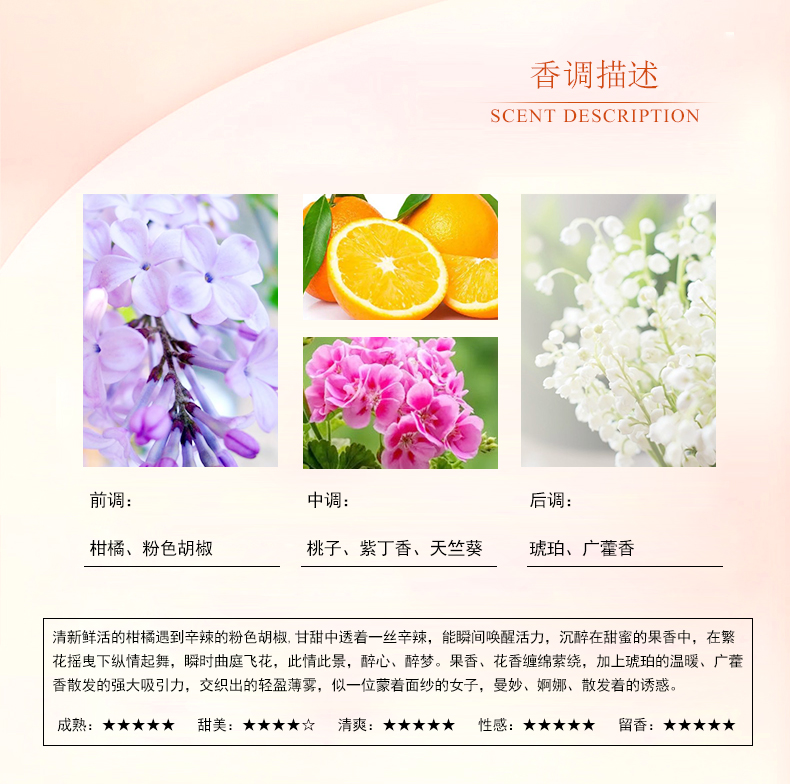 香调描述
SCENT DESCRIPTION
前调：
中调：
后调：
柑橘、粉色胡椒
桃子、紫丁香、天竺葵
琥珀、广藿香
清新鲜活的柑橘遇到辛辣的粉色胡椒,甘甜中透着一丝辛辣，能瞬间唤醒活力，沉醉在甜蜜的果香中，在繁
花摇曳下纵情起舞，瞬时曲庭飞花，此情此景，醉心、醉梦。果香、花香缠绵萦绕，加上琥珀的温暖、广藿
香散发的强大吸引力，交织出的轻盈薄雾，似一位蒙着面纱的女子，曼妙、婀娜、散发着的诱惑。
成熟：★★★★★ 甜美：★★★★☆ 清爽：★★★★★ 性感：★★★★★ 留香：★★★★★